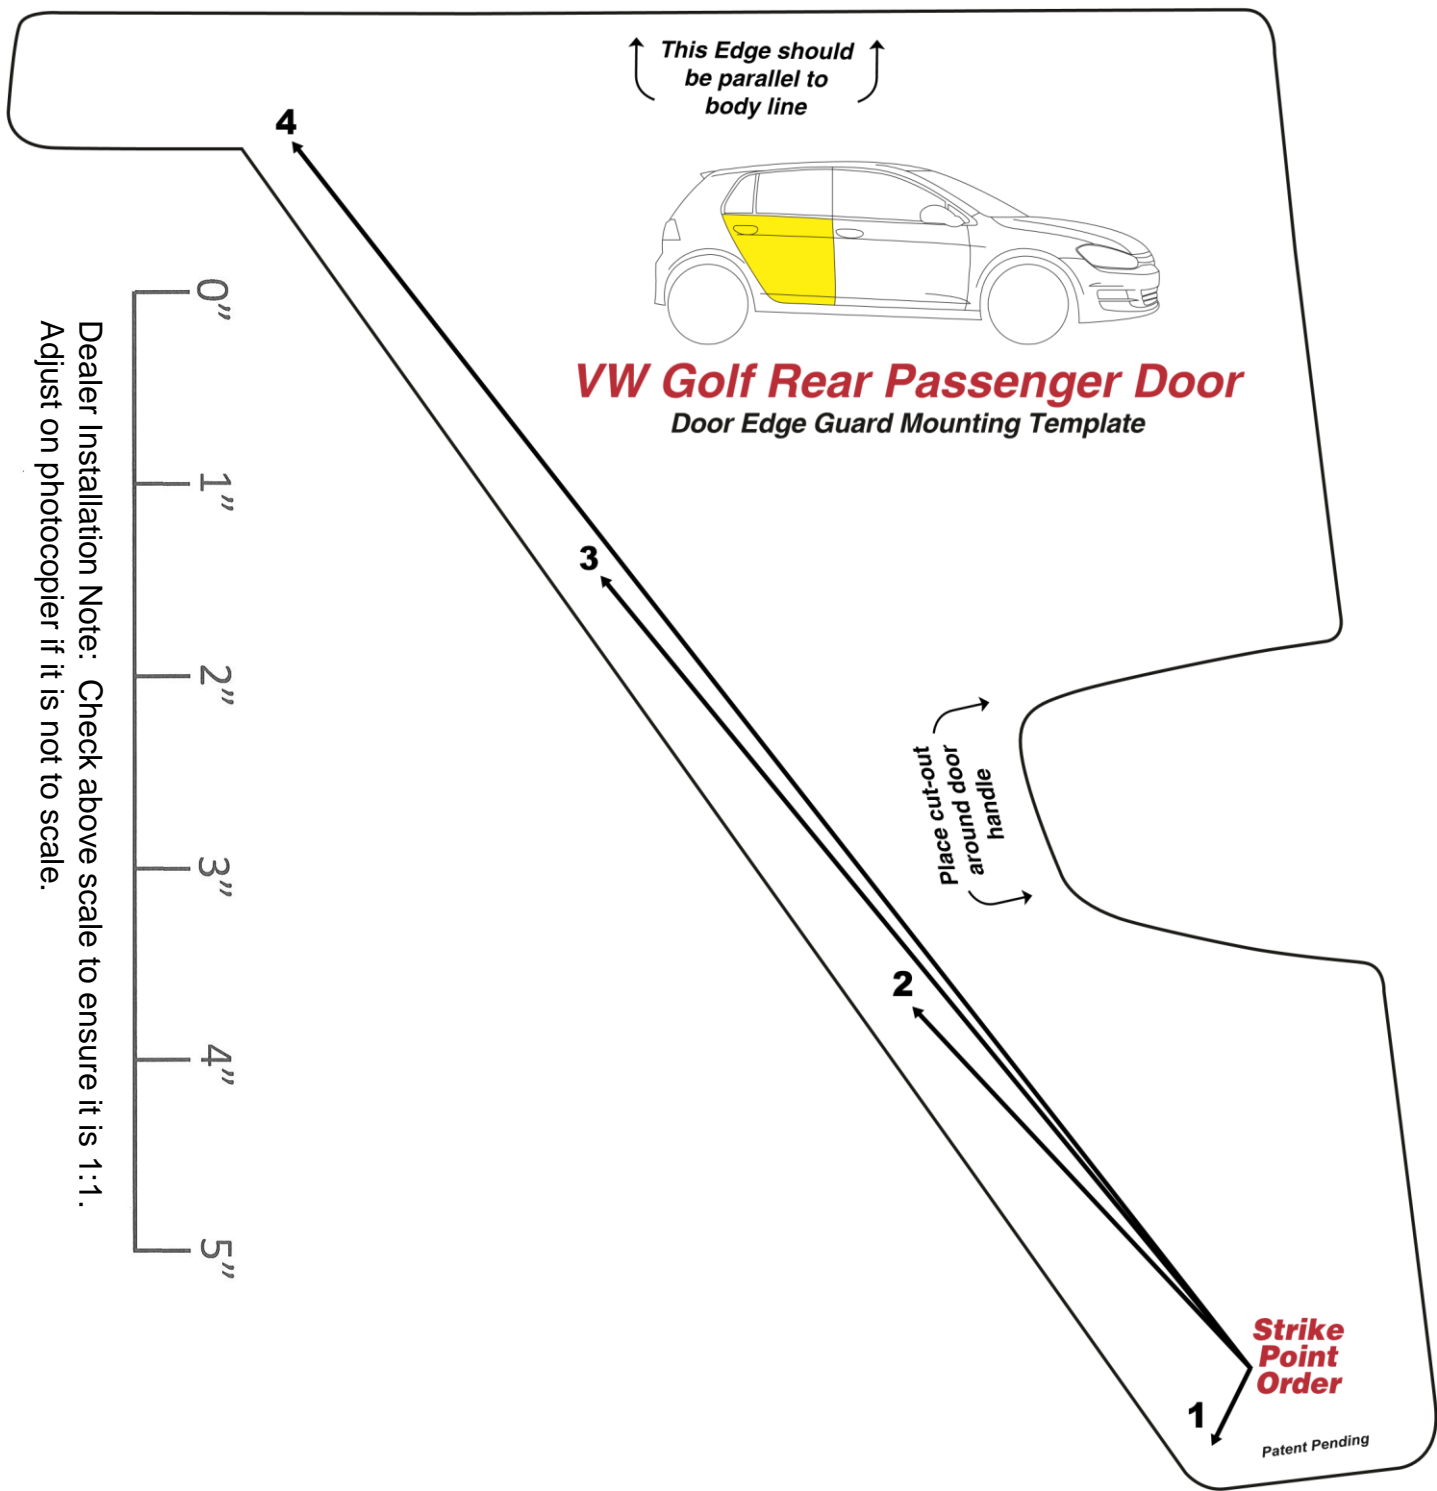 This Edge should
be parallel to
body line
4
VW Golf Rear Passenger Door
Door Edge Guard Mounting Template
0”
1”
2”
3”
4”
5”
Dealer Installation Note:  Check above scale to ensure it is 1:1.
Adjust on photocopier if it is not to scale.
3
Place cut-out
around door
handle
2
Strike
Point
Order
1
Patent Pending